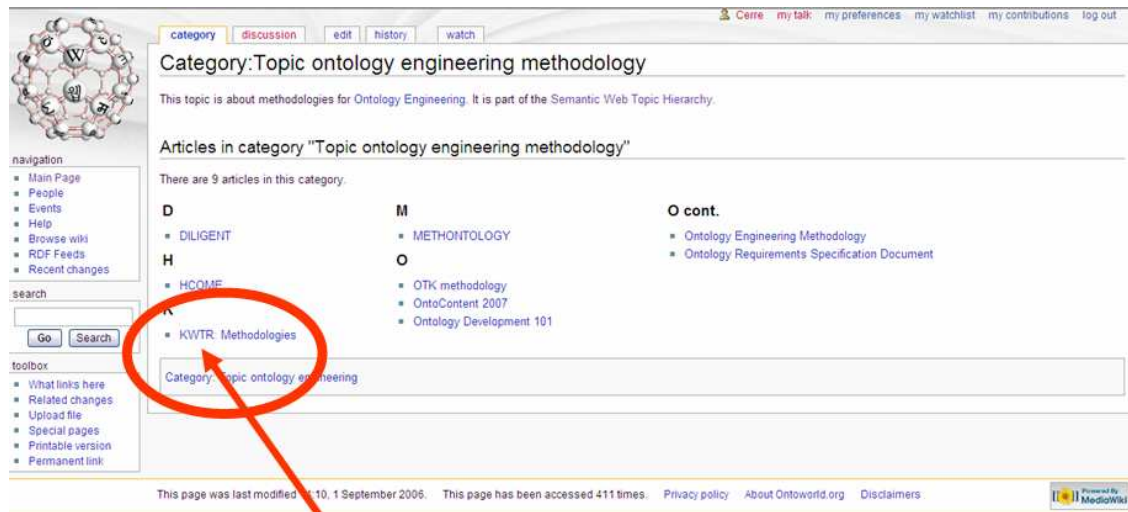 Cerre my talk my preferences my watchlist my contributions log out
category discussion edit history watch
Category:Topic ontology engineering methodology
This topic is about methodologies for Ontology Engineering. It is part of the Semantic Web Topic Hierarchy.
Articles in category "Topic ontology engineering methodology"
There are 9 articles in this category.
D
DILIGENT
H
HCOME
K
KWTR: Methodologies
M
METHONTOLOGY
O
OTK methodology
OntoContent 2007
Ontology Development 101
O cont.
Ontology Engineering Methodology
Ontology Requirements Specification Document
Category: Topic ontology engineering
navigation
Main Page
People
Events
Help
Browse wiki
RDF Feeds
Recent changes
search
Go Search
toolbox
What links here
Related changes
Upload file
Special pages
Printable version
Permanent link
This page was last modified :10, 1 September 2006. This page has been accessed 411 times. Privacy policy About Ontoworld.org Disclaimers
Powered By
MediaWiki